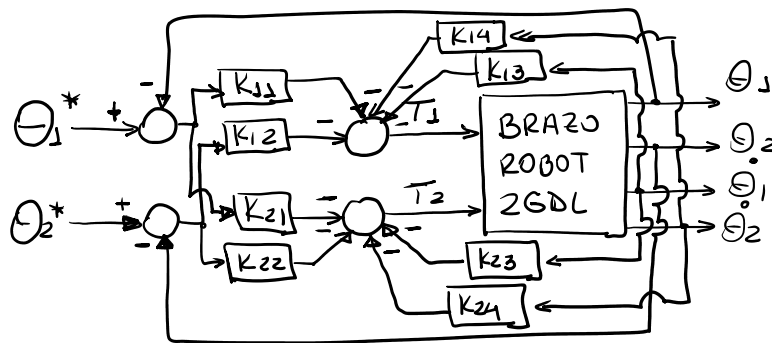 K14
K13
K11
K12
K21
K22
K23
K24
- - - -
θ1* + -
θ2* + -
T1
T2
BRAZO
ROBOT
2GDL
θ1
θ2
θ̇1
θ̇2